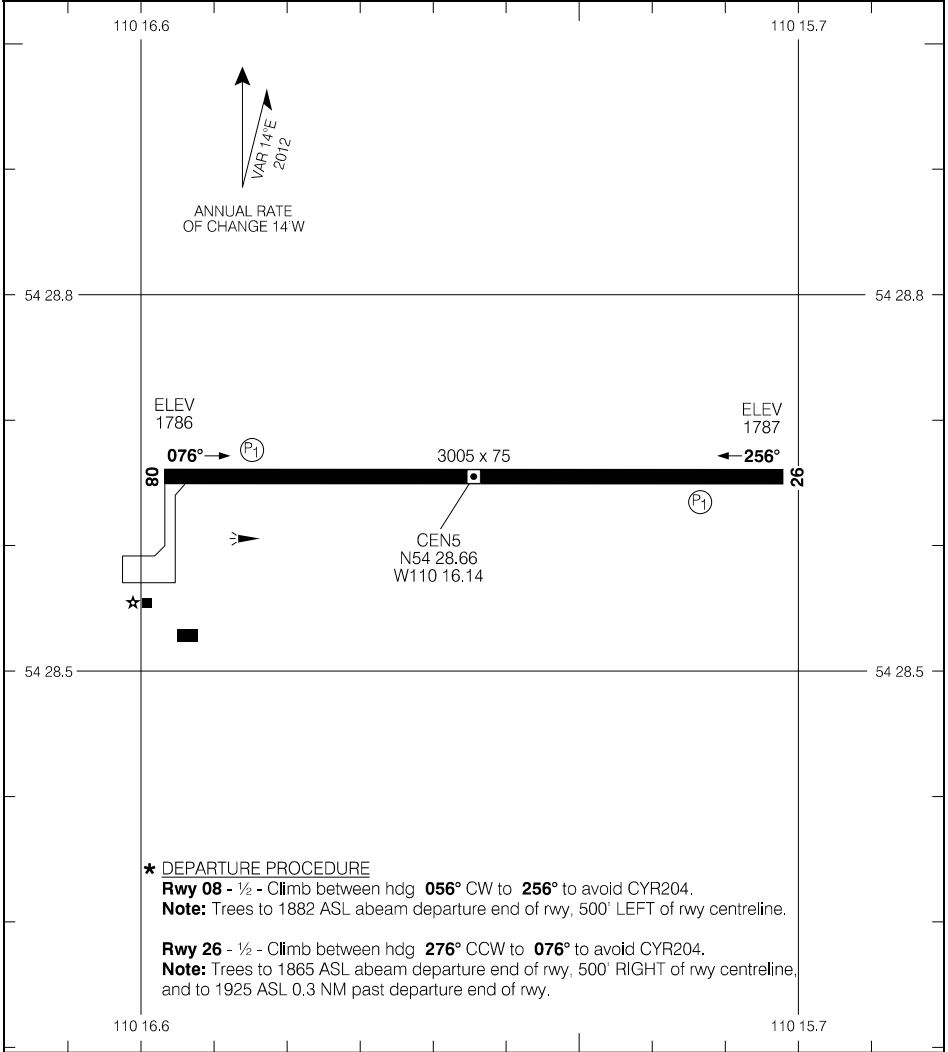 110 16.6 110 15.7
VAR 14°E
2012
ANNUAL RATE
OF CHANGE 14'W
54 28.8 54 28.8
ELEV
1786
ELEV
1787
076° P1 3005 x 75 256°
08 26
P1
CEN5
N54 28.66
W110 16.14
54 28.5 54 28.5
* DEPARTURE PROCEDURE
Rwy 08 - ½ - Climb between hdg 056° CW to 256° to avoid CYR204.
Note: Trees to 1882 ASL abeam departure end of rwy, 500' LEFT of rwy centreline.
Rwy 26 - ½ - Climb between hdg 276° CCW to 076° to avoid CYR204.
Note: Trees to 1865 ASL abeam departure end of rwy, 500' RIGHT of rwy centreline,
and to 1925 ASL 0.3 NM past departure end of rwy.
110 16.6 110 15.7